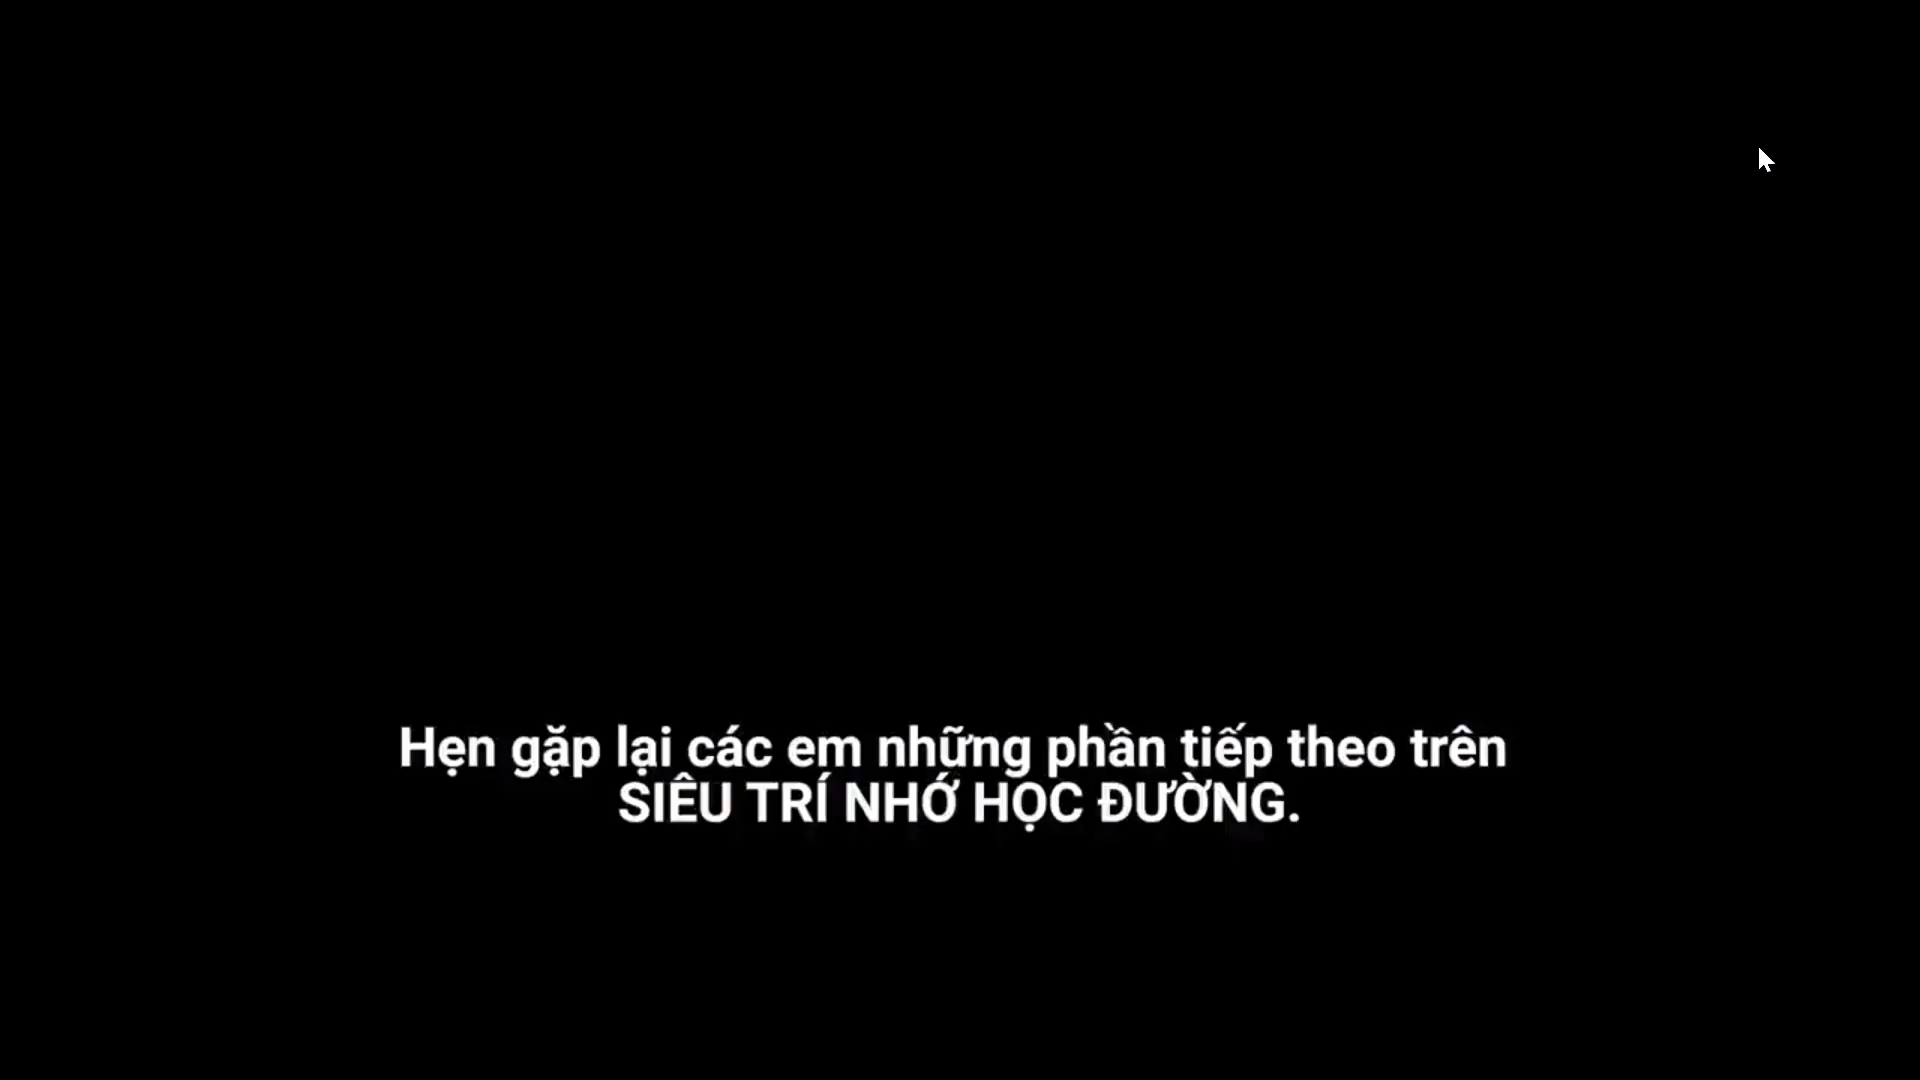 Hẹn gặp lại các em những phần tiếp theo trên
SIÊU TRÍ NHỚ HỌC ĐƯỜNG.